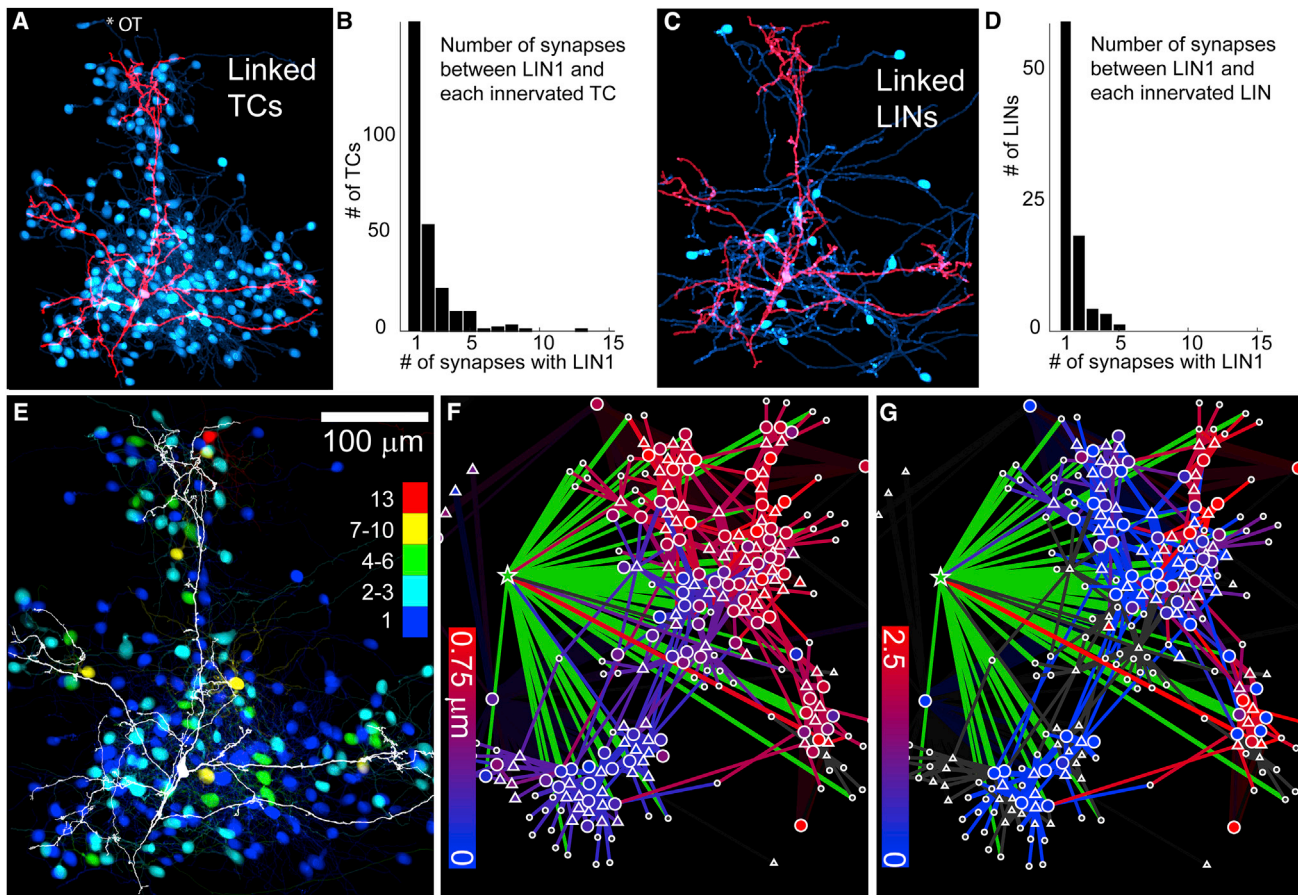 A
* OT
Linked
TCs
B
Number of synapses
between LIN1 and
each innervated TC
# of TCs
100
50
0
1
5
10
15
# of synapses with LIN1
C
Linked
LINs
D
Number of synapses
between LIN1 and
each innervated LIN
# of LINs
50
25
0
1
5
10
15
# of synapses with LIN1
E
100 μm
13
7-10
4-6
2-3
1
F
0.75 μm
0
G
2.5
0